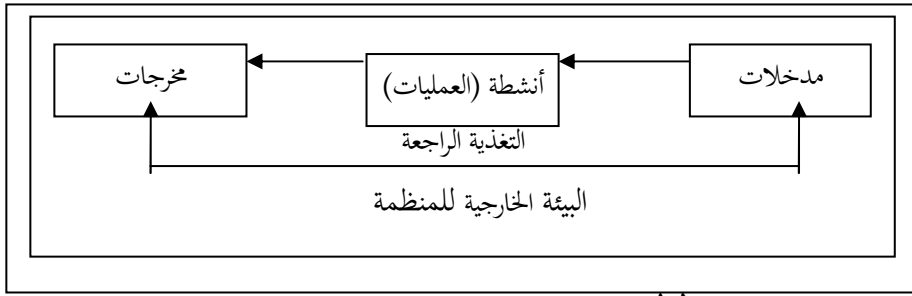 مدخلات
أنشطة (العمليات)
مخرجات
التغذية الراجعة
البيئة الخارجية للمنظمة